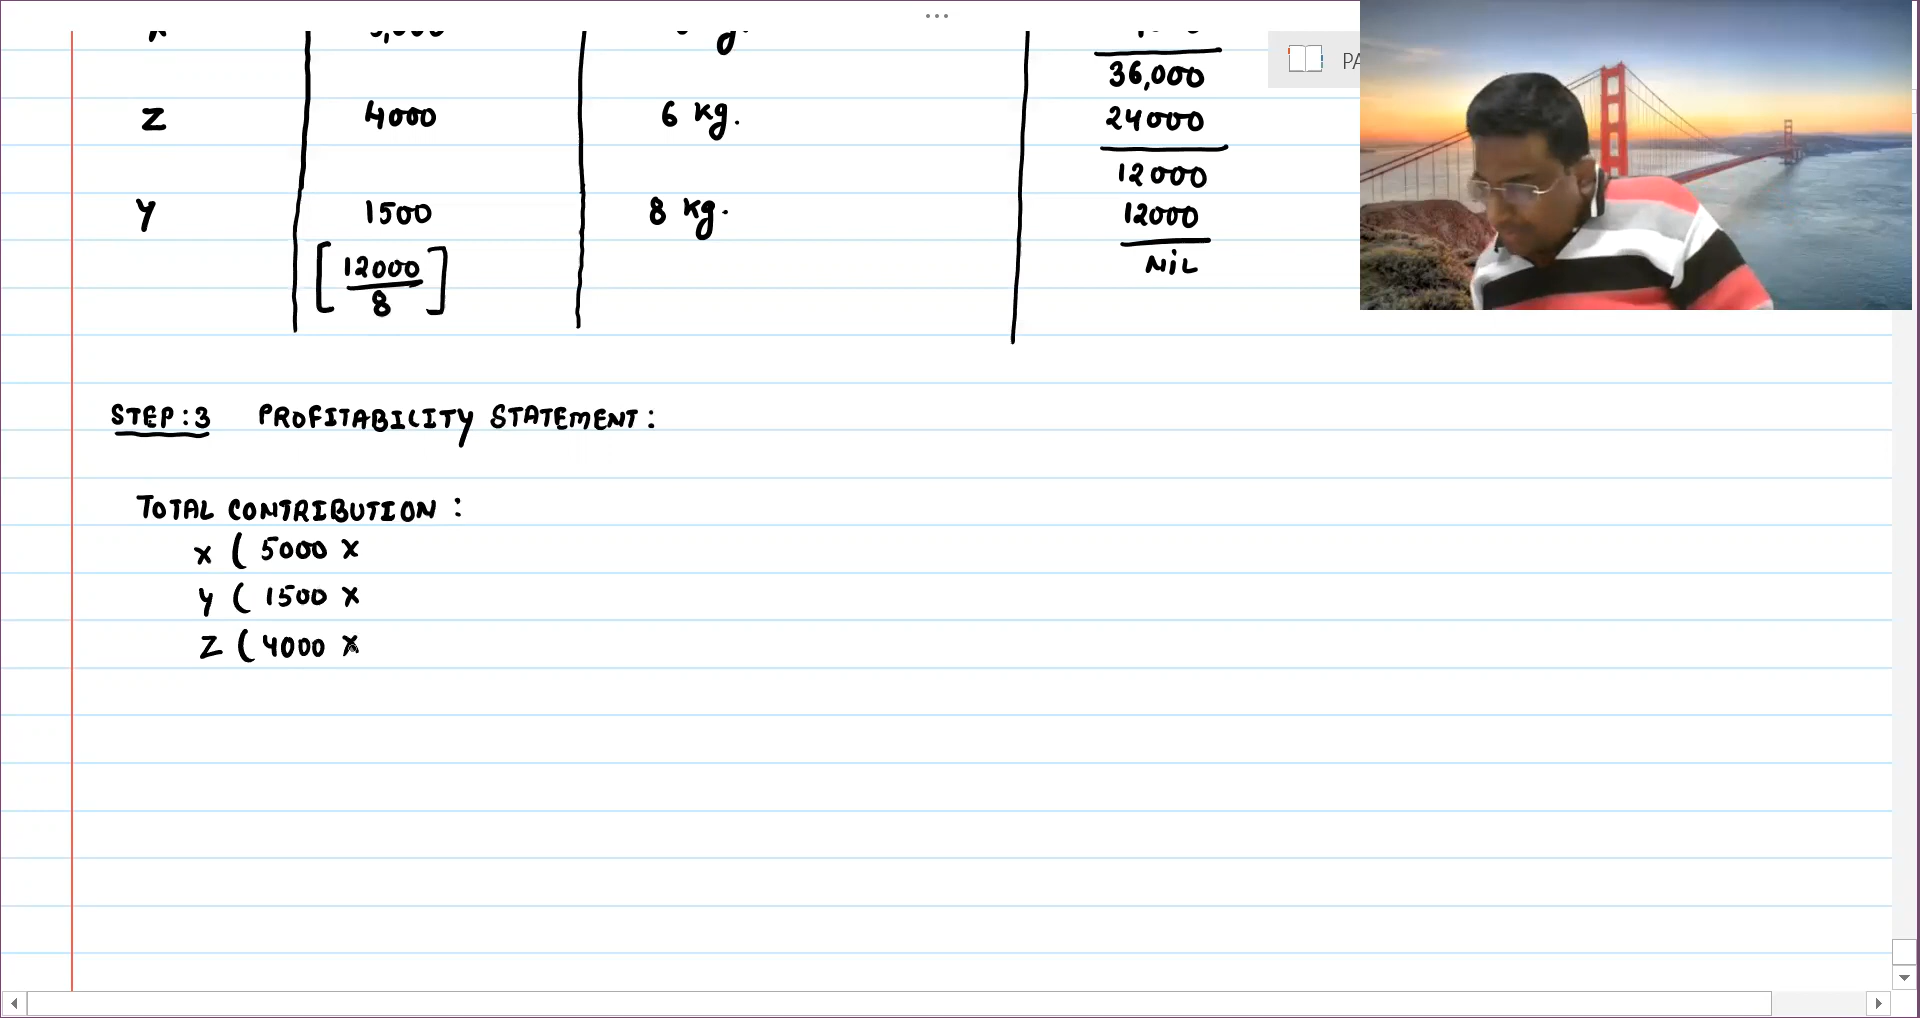 36,000
Z 4000 6 kg. 24000
12000
Y 1500 8 kg. 12000
[12000/8] NiL
STEP:3 PROFITABILITY STATEMENT:
TOTAL CONTRIBUTION:
X ( 5000 X
Y ( 1500 X
Z ( 4000 X